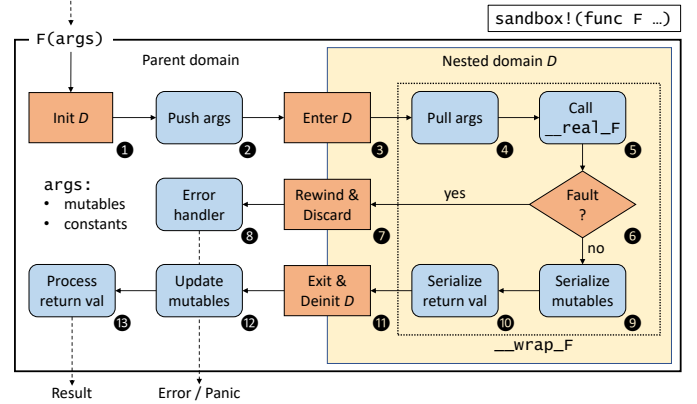 sandbox!(func F …)
F(args)
Parent domain
Nested domain D
Init D
Push args
Enter D
Pull args
Call
__real_F
1
2
3
4
5
args:
• mutables
• constants
Error
handler
Rewind &
Discard
yes
Fault
?
8
7
6
no
Process
return val
Update
mutables
Exit &
Deinit D
Serialize
return val
Serialize
mutables
13
12
11
10
9
__wrap_F
Result
Error / Panic